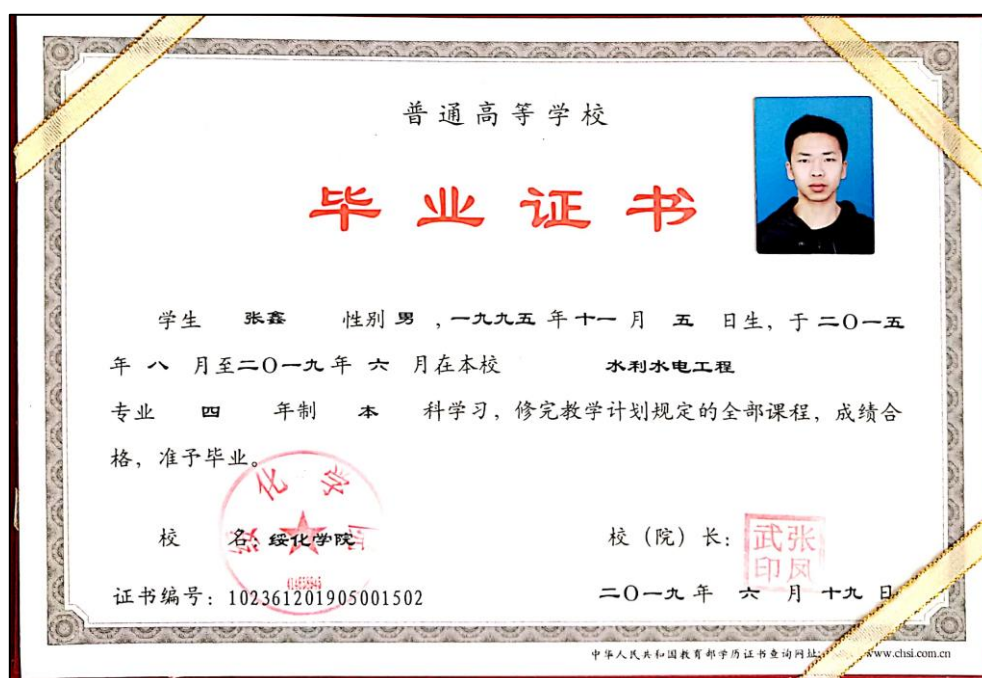 普通高等学校
毕业证书
学生 张鑫 性别 男 ，一九九五 年 十一 月 五 日生，于 二〇一五
年 八 月至 二〇一九 年 六 月在本校 水利水电工程
专业 四 年制 本 科学习，修完教学计划规定的全部课程，成绩合
格，准予毕业。
校 名：绥化学院
校（院）长：张凤武印
证书编号：102361201905001502
二〇一九 年 六 月 十九 日
中华人民共和国教育部学历证书查询网址: www.chsi.com.cn